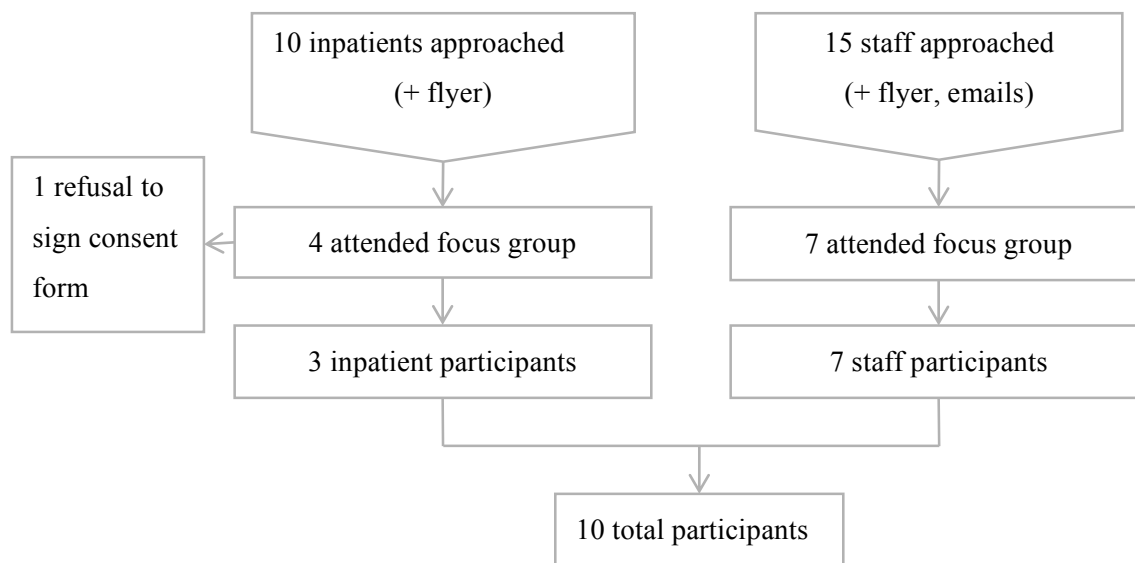 10 inpatients approached
(+ flyer)
15 staff approached
(+ flyer, emails)
1 refusal to
sign consent
form
4 attended focus group
7 attended focus group
3 inpatient participants
7 staff participants
10 total participants